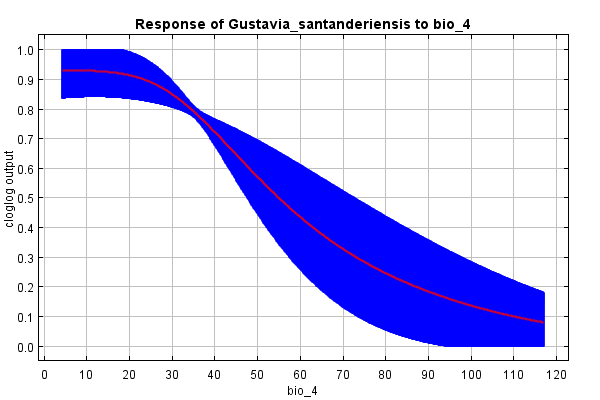 Response of Gustavia_santanderiensis to bio_4
cloglog output
1.0
0.9
0.8
0.7
0.6
0.5
0.4
0.3
0.2
0.1
0.0
0 10 20 30 40 50 60 70 80 90 100 110 120
bio_4